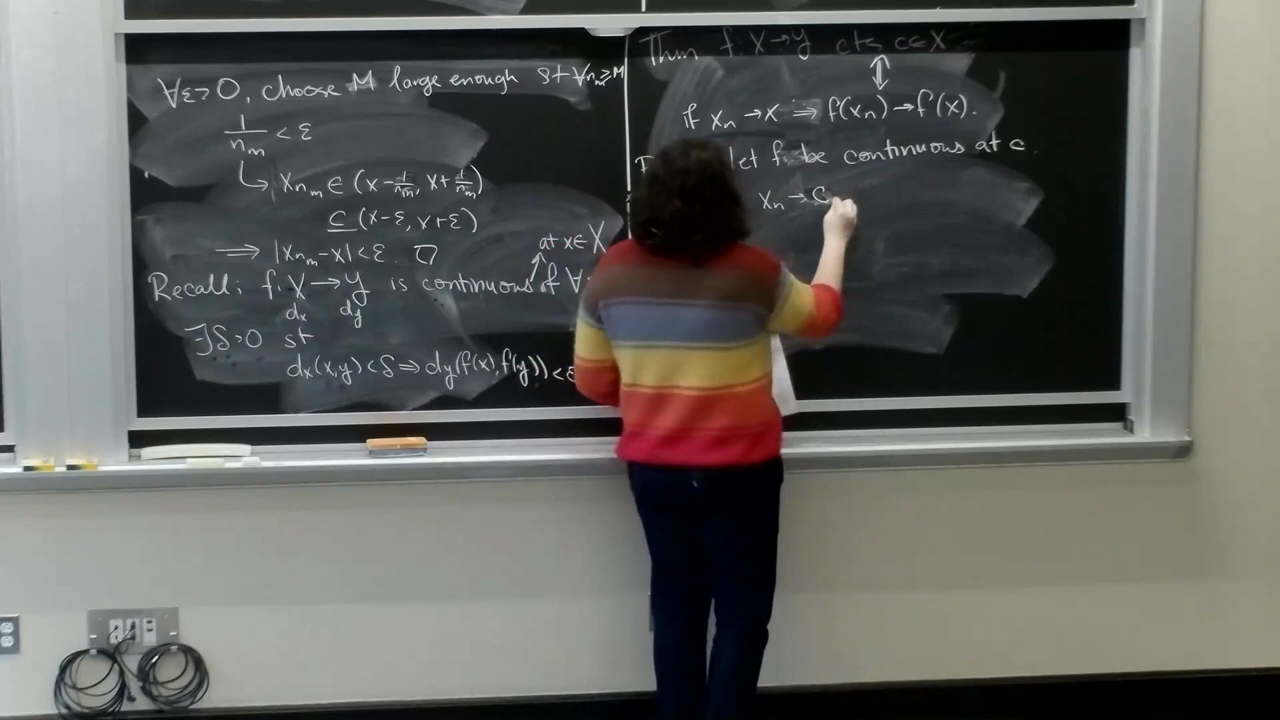 ∀ε>0, choose M large enough st ∀n_m≥M
1/n_m < ε
↳ x_{n_m} ∈ (x-1/n_m, x+1/n_m)
⊆ (x-ε, x+ε)
⟹ |x_{n_m}-x|<ε. □
at x∈X
Recall: f: X→Y is continuous if ∀
d_x d_y
∃δ>0 st
d_x(x,y)<δ ⇒ d_y(f(x), f(y))<ε
Thm f: X→Y cts c∈X
⇕
if x_n→x ⇒ f(x_n)→f(x).
let f be continuous at c.
x_n→c